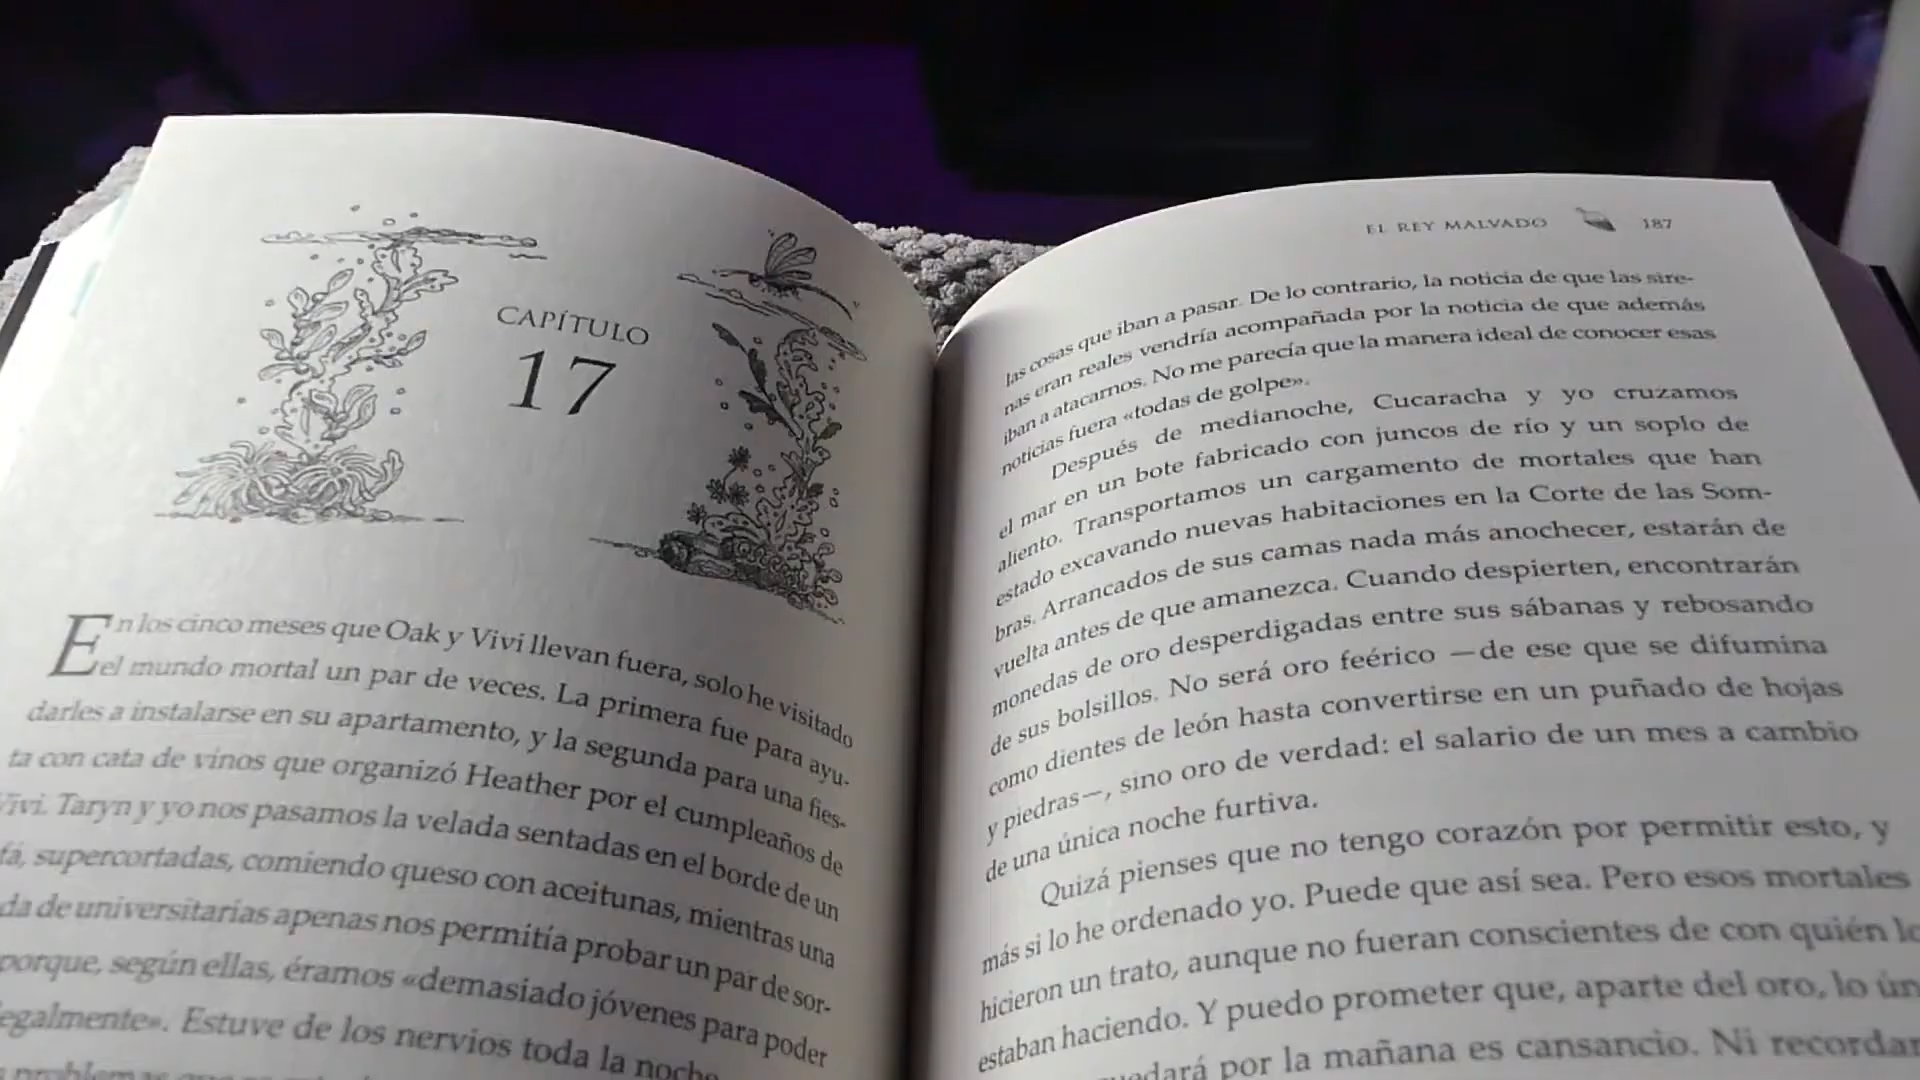 CAPÍTULO
17
En los cinco meses que Oak y Vivi llevan fuera, solo he visitado
el mundo mortal un par de veces. La primera fue para ayu-
darles a instalarse en su apartamento, y la segunda para una fies-
ta con cata de vinos que organizó Heather por el cumpleaños de
Vivi. Taryn y yo nos pasamos la velada sentadas en el borde de un
fá, supercortadas, comiendo queso con aceitunas, mientras una
da de universitarias apenas nos permitía probar un par de sor-
porque, según ellas, éramos «demasiado jóvenes para poder
egalmente». Estuve de los nervios toda la noche
problemas que
EL REY MALVADO 187
las cosas que iban a pasar. De lo contrario, la noticia de que las sire-
nas eran reales vendría acompañada por la noticia de que además
iban a atacarnos. No me parecía que la manera ideal de conocer esas
noticias fuera «todas de golpe».
Después de medianoche, Cucaracha y yo cruzamos
el mar en un bote fabricado con juncos de río y un soplo de
aliento. Transportamos un cargamento de mortales que han
estado excavando nuevas habitaciones en la Corte de las Som-
bras. Arrancados de sus camas nada más anochecer, estarán de
vuelta antes de que amanezca. Cuando despierten, encontrarán
monedas de oro desperdigadas entre sus sábanas y rebosando
de sus bolsillos. No será oro feérico —de ese que se difumina
como dientes de león hasta convertirse en un puñado de hojas
y piedras—, sino oro de verdad: el salario de un mes a cambio
de una única noche furtiva.
Quizá pienses que no tengo corazón por permitir esto, y
más si lo he ordenado yo. Puede que así sea. Pero esos mortales
hicieron un trato, aunque no fueran conscientes de con quién lo
estaban haciendo. Y puedo prometer que, aparte del oro, lo ún
uedará por la mañana es cansancio. Ni recordar